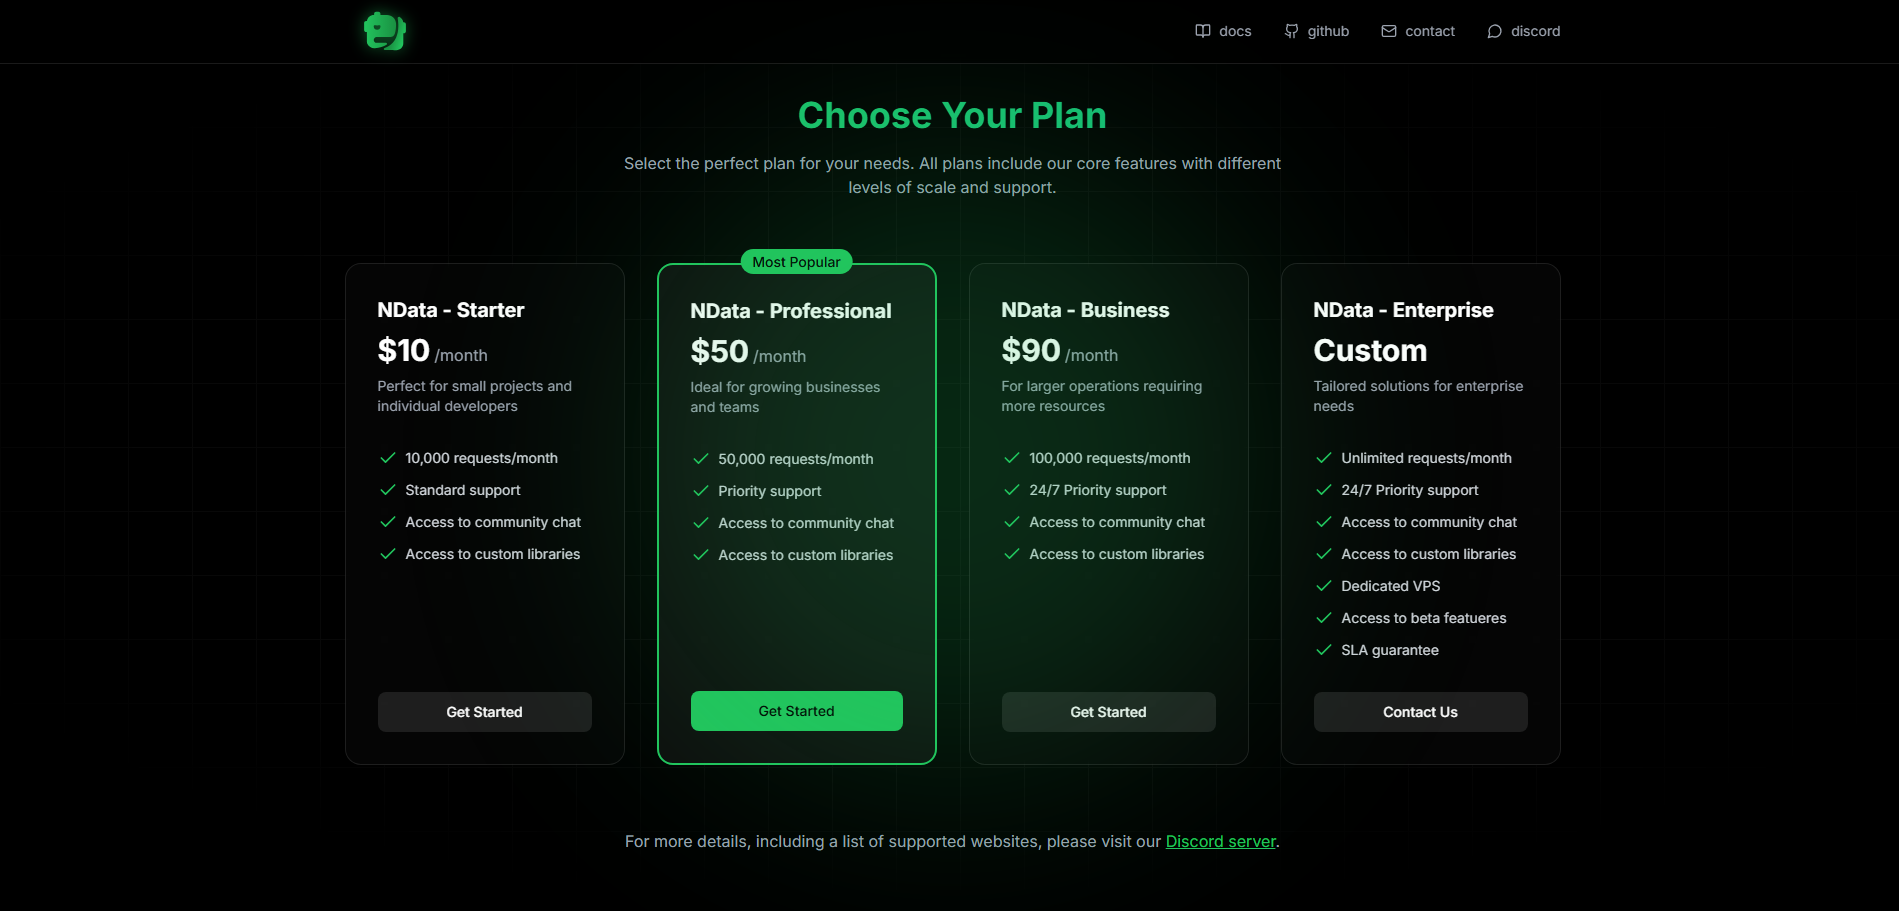 docs
github
contact
discord
Choose Your Plan
Select the perfect plan for your needs. All plans include our core features with different
levels of scale and support.
NData - Starter
$10 /month
Perfect for small projects and
individual developers
10,000 requests/month
Standard support
Access to community chat
Access to custom libraries
Get Started
Most Popular
NData - Professional
$50 /month
Ideal for growing businesses
and teams
50,000 requests/month
Priority support
Access to community chat
Access to custom libraries
Get Started
NData - Business
$90 /month
For larger operations requiring
more resources
100,000 requests/month
24/7 Priority support
Access to community chat
Access to custom libraries
Get Started
NData - Enterprise
Custom
Tailored solutions for enterprise
needs
Unlimited requests/month
24/7 Priority support
Access to community chat
Access to custom libraries
Dedicated VPS
Access to beta featueres
SLA guarantee
Contact Us
For more details, including a list of supported websites, please visit our Discord server.